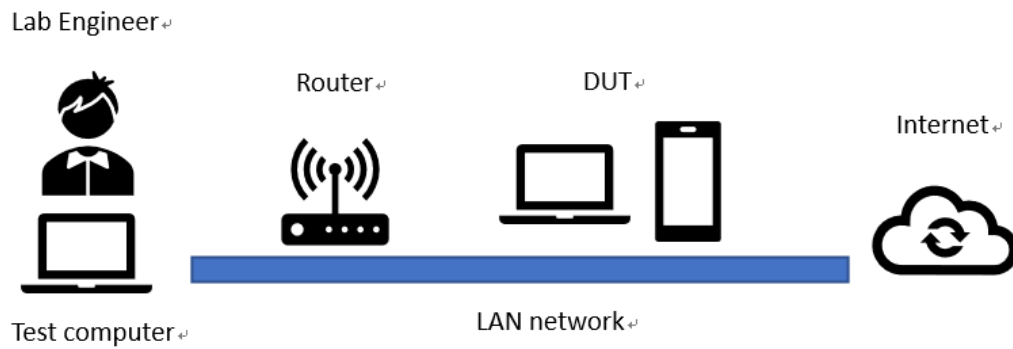 Lab Engineer
Router
DUT
Internet
Test computer
LAN network